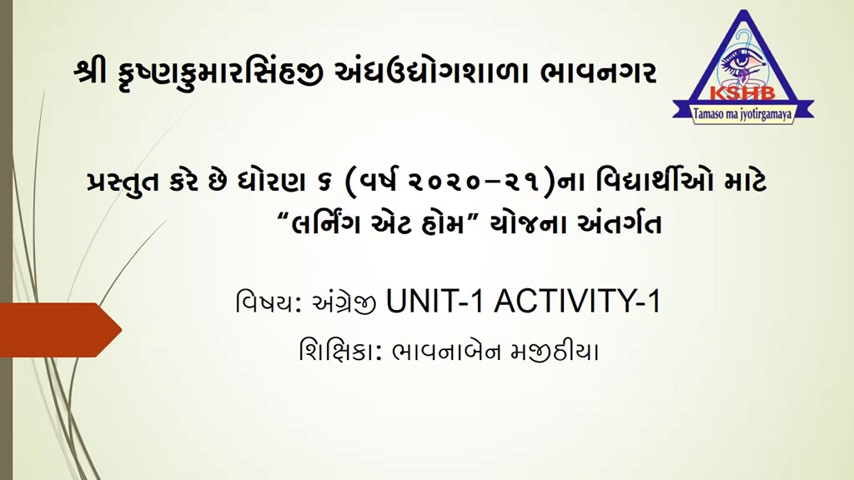 શ્રી કૃષ્ણકુમારસિંહજી અંધઉદ્યોગશાળા ભાવનગર
KSHB
Tamaso ma jyotirgamaya
પ્રસ્તુત કરે છે ધોરણ ૬ (વર્ષ ૨૦૨૦-૨૧)ના વિદ્યાર્થીઓ માટે
“લર્નિંગ એટ હોમ” યોજના અંતર્ગત
વિષય: અંગ્રેજી UNIT-1 ACTIVITY-1
શિક્ષિકા: ભાવનાબેન મજીઠીયા